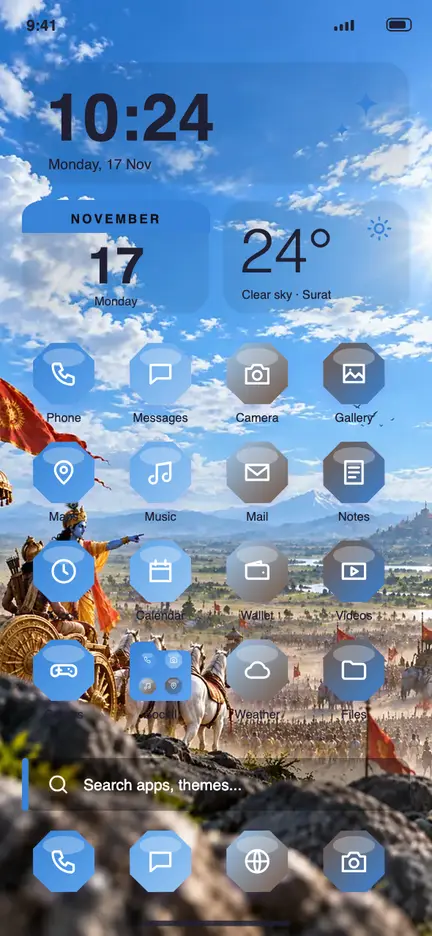 9:41
10:24
Monday, 17 Nov
NOVEMBER
17
Monday
24°
Clear sky · Surat
Phone
Messages
Camera
Gallery
Music
Mail
Notes
Calendar
Wallet
Videos
Weather
Files
Search apps, themes...